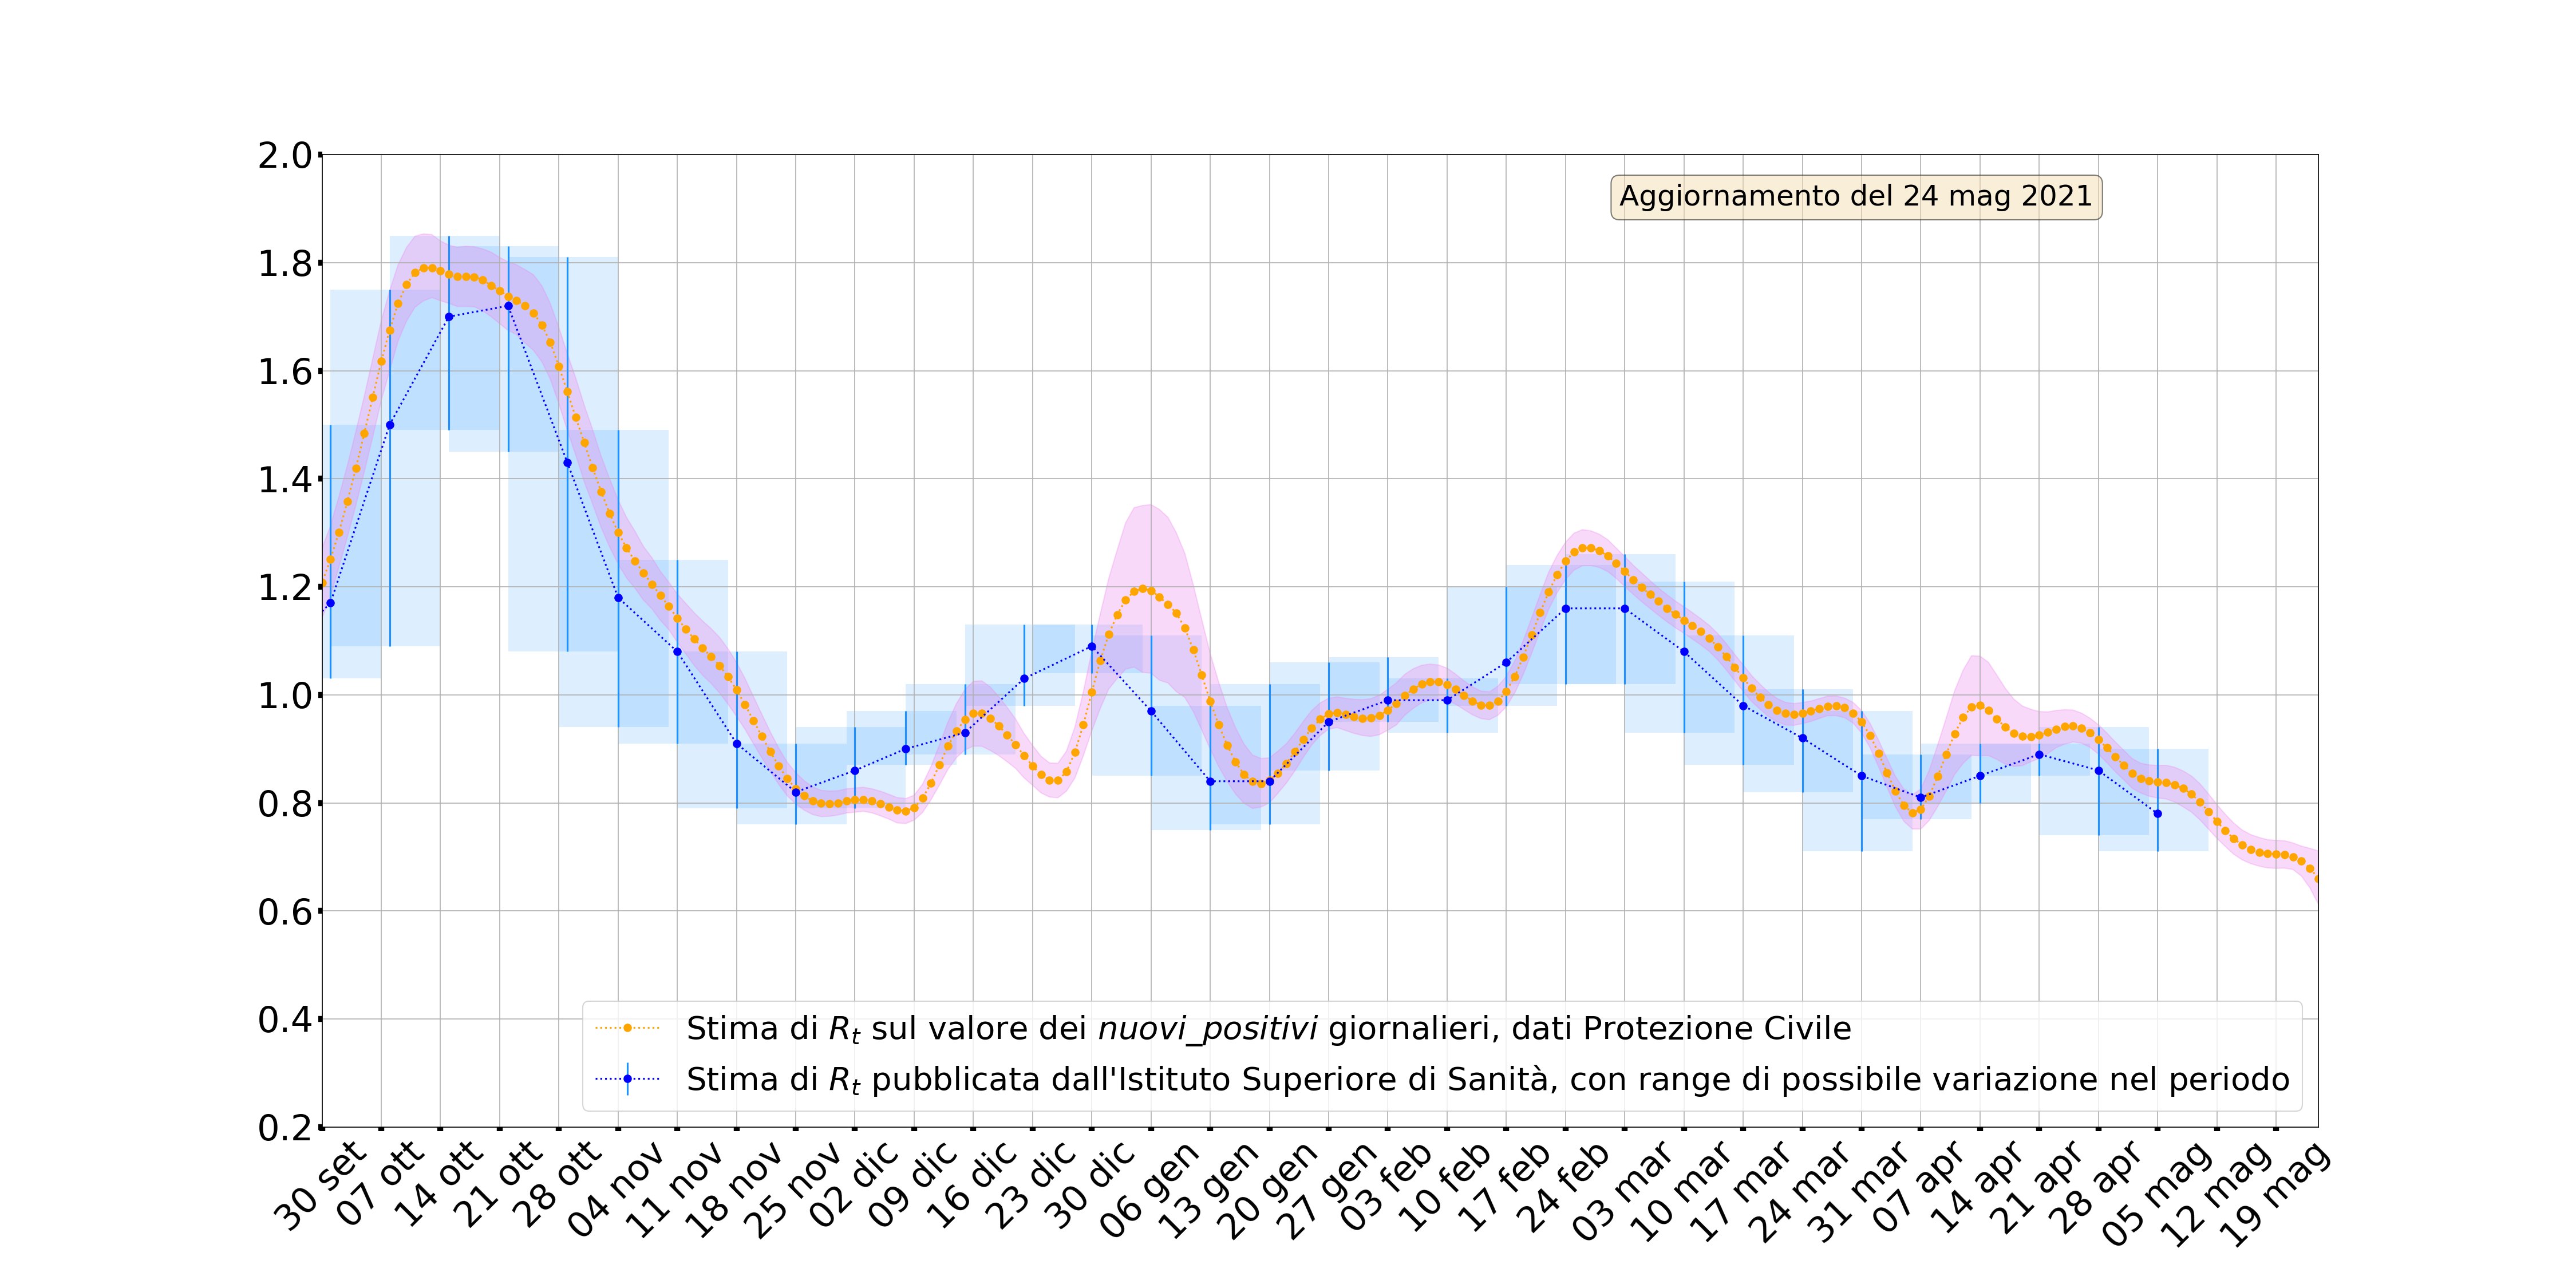 2.0
1.8
1.6
1.4
1.2
1.0
0.8
0.6
0.4
0.2
Aggiornamento del 24 mag 2021
Stima di Rt sul valore dei nuovi_positivi giornalieri, dati Protezione Civile
Stima di Rt pubblicata dall'Istituto Superiore di Sanità, con range di possibile variazione nel periodo
30 set
07 ott
14 ott
21 ott
28 ott
04 nov
11 nov
18 nov
25 nov
02 dic
09 dic
16 dic
23 dic
30 dic
06 gen
13 gen
20 gen
27 gen
03 feb
10 feb
17 feb
24 feb
03 mar
10 mar
17 mar
24 mar
31 mar
07 apr
14 apr
21 apr
28 apr
05 mag
12 mag
19 mag